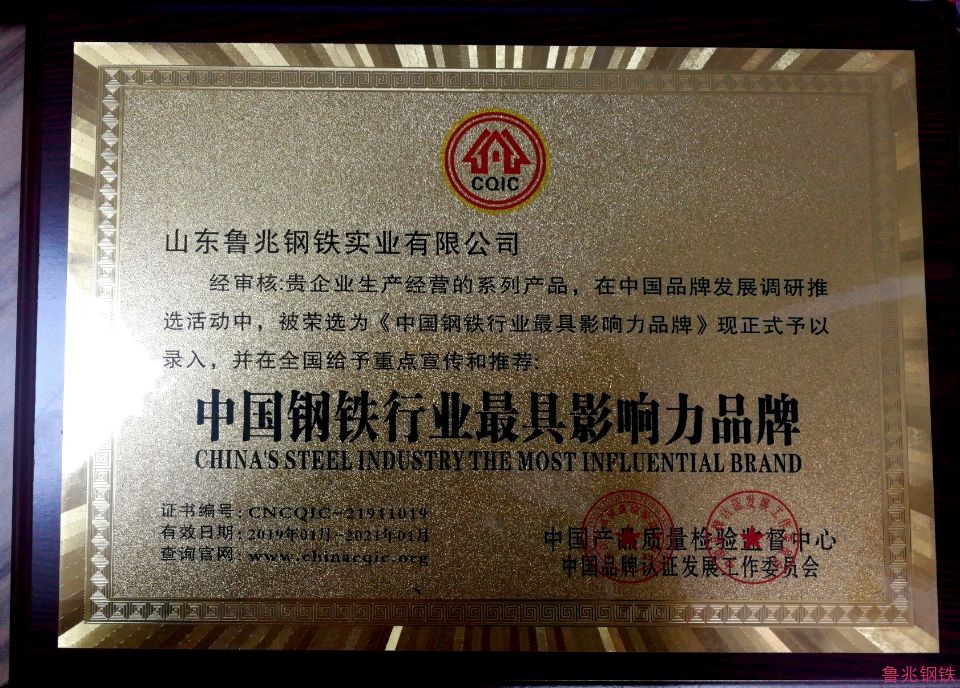 CQIC
山东鲁兆钢铁实业有限公司
经审核:贵企业生产经营的系列产品，在中国品牌发展调研推
选活动中，被荣选为《中国钢铁行业最具影响力品牌》现正式予以
录入，并在全国给予重点宣传和推荐:
中国钢铁行业最具影响力品牌
CHINA'S STEEL INDUSTRY THE MOST INFLUENTIAL BRAND
证书编号: CNCQIC-21911019
有效日期: 2019年01月-2021年01月
查询官网: www.chinacqic.org
中国产品质量检验监督中心
中国品牌认证发展工作委员会
鲁兆钢铁